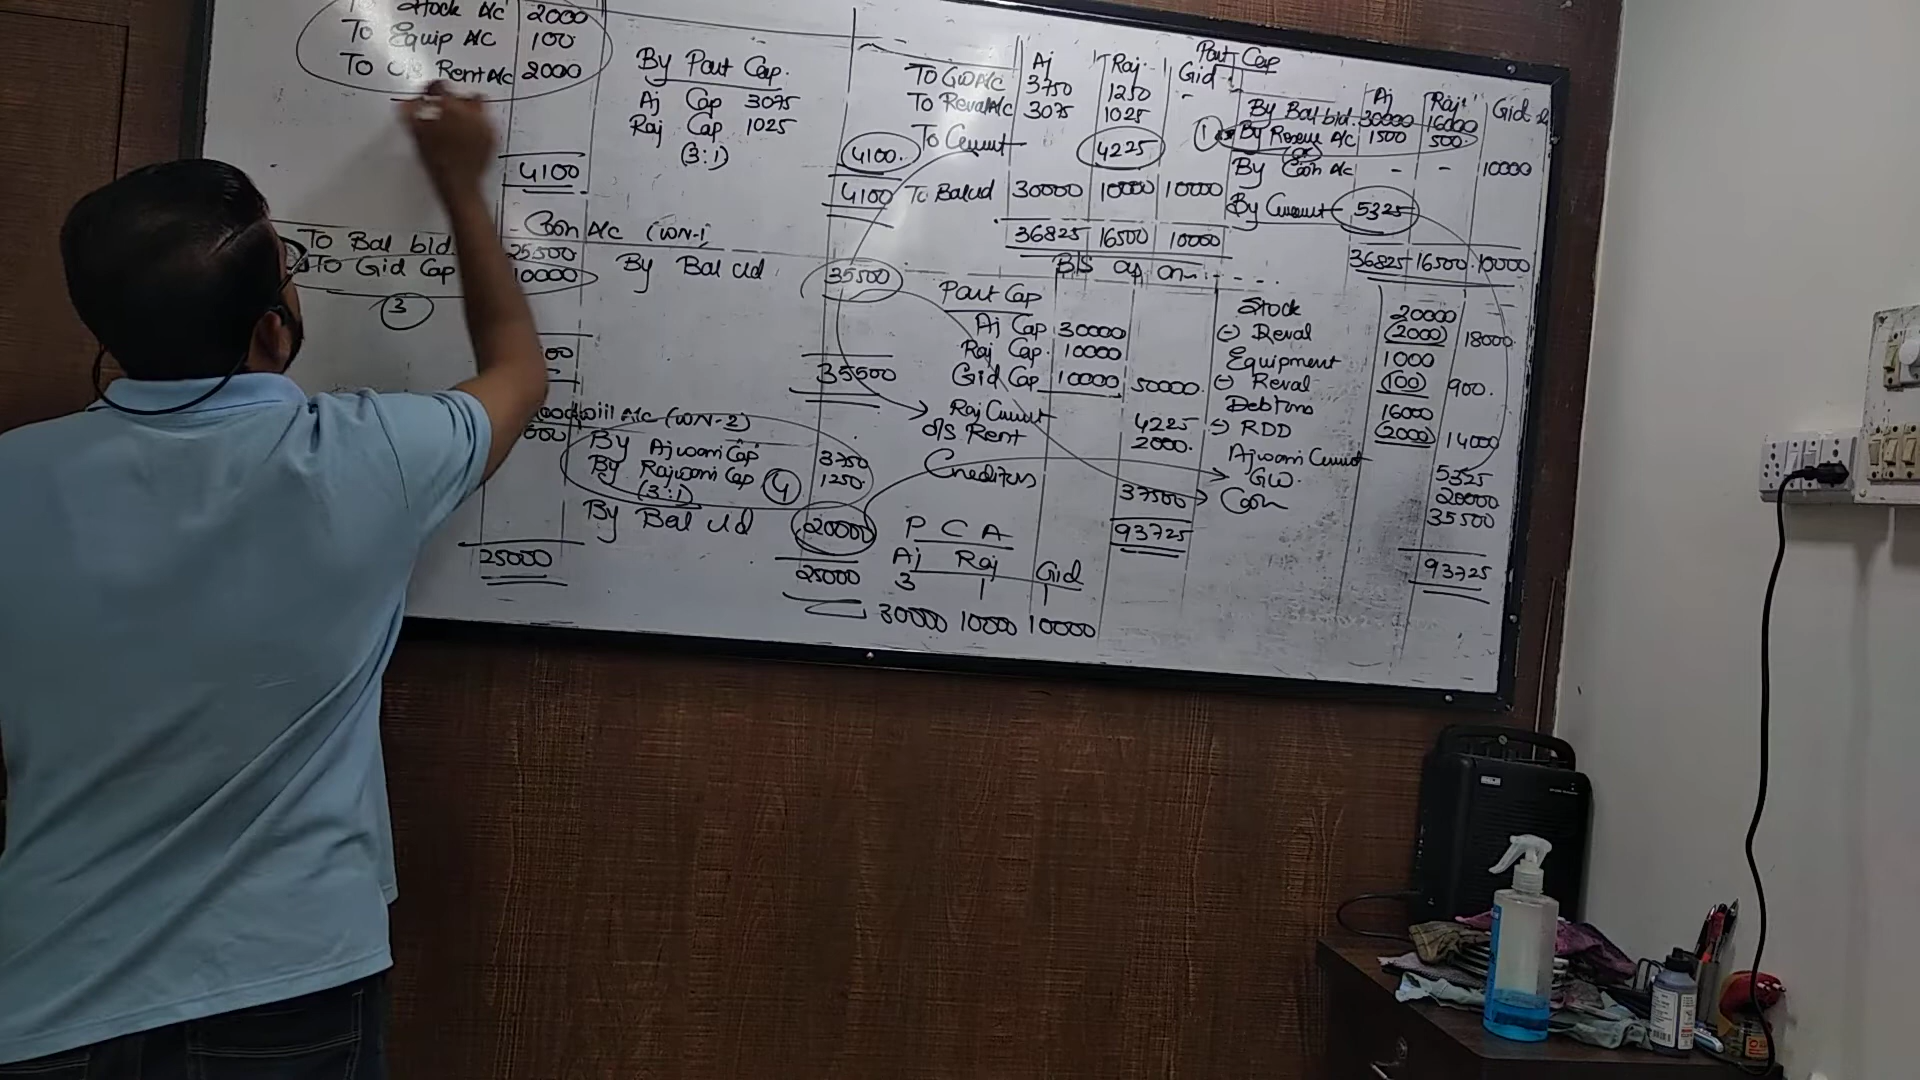 Stock A/c 2000
To Equip A/c 100
To O/s Rent A/c 2000
4100
By Part Cap.
Aj Cap 3075
Raj Cap 1025
(3:1)
4100.
4100
Cash A/c (WN-1)
To Bal b/d. 25500
To Gid Cap 10000
3
By Bal c/d 35500
35500
Goodwill A/c (WN-2)
By Ajwani Cap 3750
By Rajwani Cap 1250.
(3:1) 4
By Bal c/d 20000
25000
25000
Part Cap
Aj Raj Gid
To GW A/c 3750 1250 -
To Reval A/c 3075 1025
To Current 4225
To Bal c/d 30000 10000 10000
36825 16500 10000
Aj Raj Gid
By Bal b/d. 30000 16000
1 By Reserve A/c 1500 500.
By Cash A/c - - 10000
By Current 5325
36825 16500 10000
B/S as on
Part Cap
Aj Cap 30000
Raj Cap. 10000
Gid Cap 10000 50000.
Raj Current 4225
O/S Rent 2000.
Creditors 37500
93725
Stock 20000
(-) Reval (2000) 18000
Equipment 1000
(-) Reval (100) 900.
Debtors 16000
(-) RDD (2000) 14000
Ajwani Current 5325
GW. 20000
Cash 35500
93725
P C A
Aj Raj Gid
3 1 1
30000 10000 10000